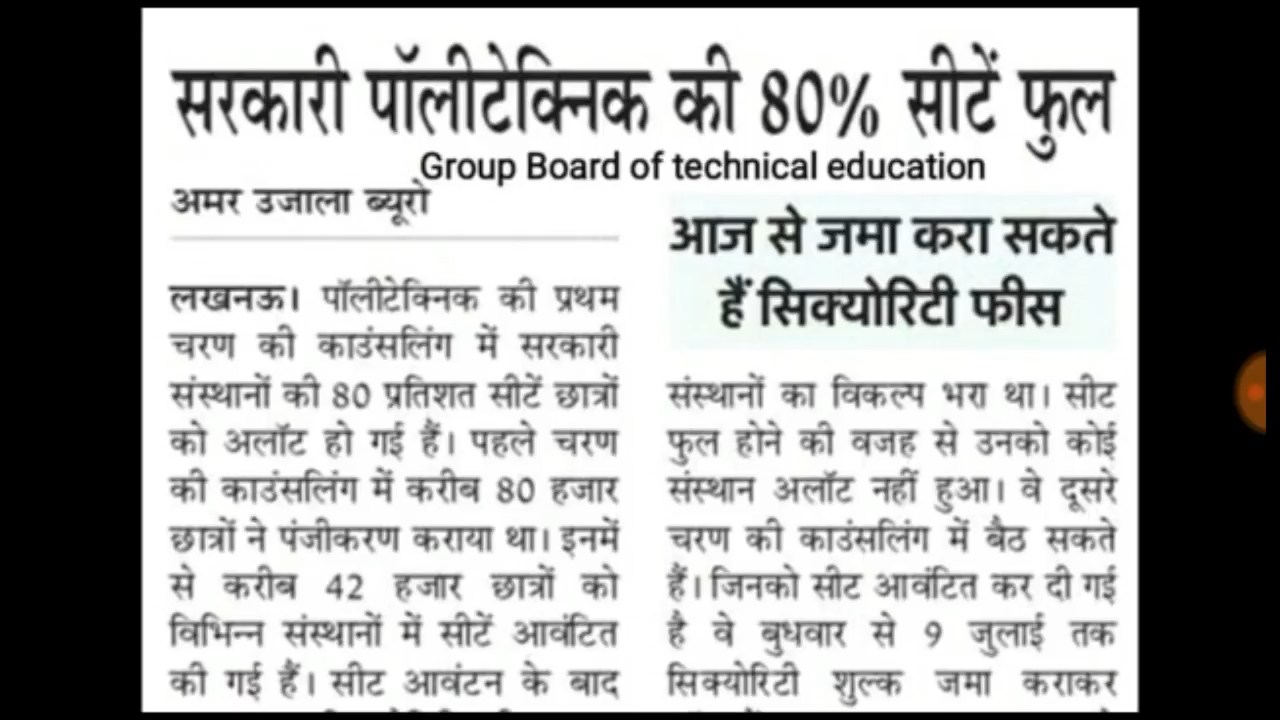 सरकारी पॉलीटेक्निक की 80% सीटें फुल
Group Board of technical education
अमर उजाला ब्यूरो
लखनऊ। पॉलीटेक्निक की प्रथम
चरण की काउंसलिंग में सरकारी
संस्थानों की 80 प्रतिशत सीटें छात्रों
को अलॉट हो गई हैं। पहले चरण
की काउंसलिंग में करीब 80 हजार
छात्रों ने पंजीकरण कराया था। इनमें
से करीब 42 हजार छात्रों को
विभिन्न संस्थानों में सीटें आवंटित
की गई हैं। सीट आवंटन के बाद
आज से जमा करा सकते
हैं सिक्योरिटी फीस
संस्थानों का विकल्प भरा था। सीट
फुल होने की वजह से उनको कोई
संस्थान अलॉट नहीं हुआ। वे दूसरे
चरण की काउंसलिंग में बैठ सकते
हैं। जिनको सीट आवंटित कर दी गई
है वे बुधवार से 9 जुलाई तक
सिक्योरिटी शुल्क जमा कराकर